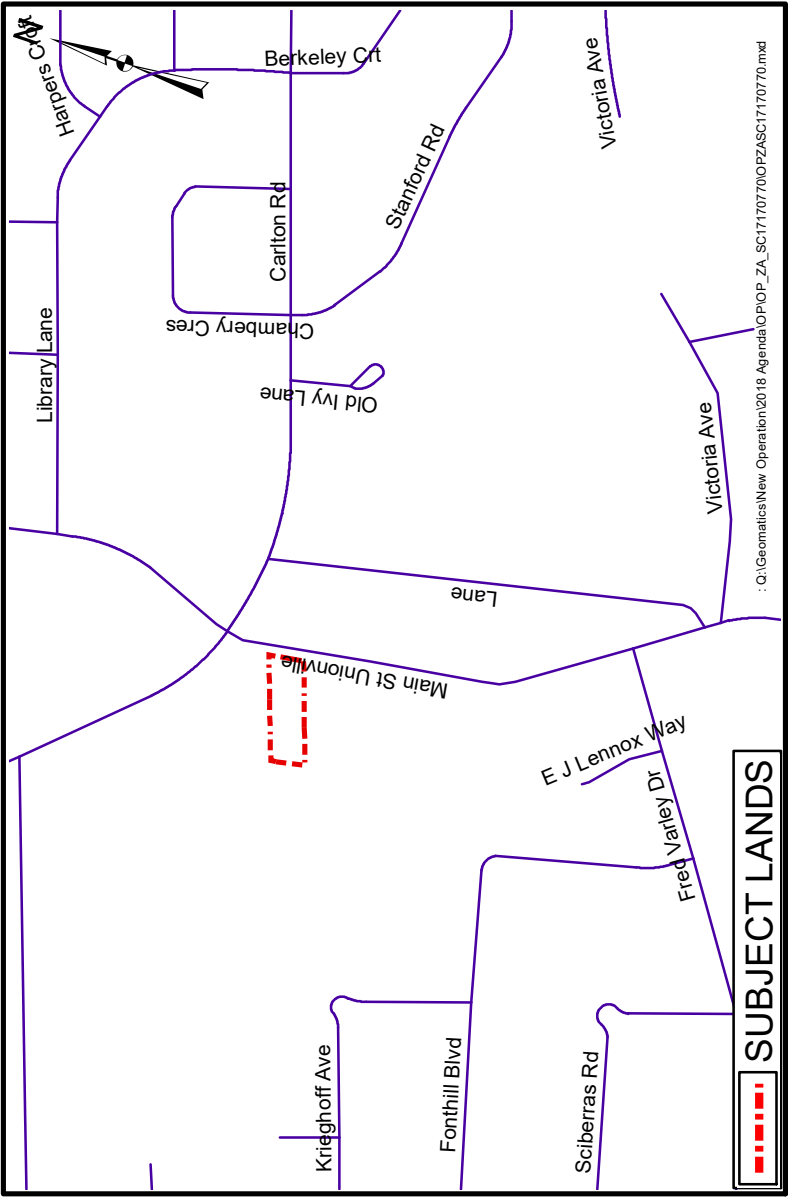 N
Harpers Croft
Berkeley Crt
Victoria Ave
Stanford Rd
Carlton Rd
Chambery Cres
Library Lane
Old Ivy Lane
Victoria Ave
Lane
Main St Unionville
E J Lennox Way
Fred Varley Dr
Krieghoff Ave
Fonthill Blvd
Sciberras Rd
SUBJECT LANDS
: Q:\Geomatics\New Operation\2018 Agenda\OP\OP_ZA_SC17170770\OPZASC17170770.mxd